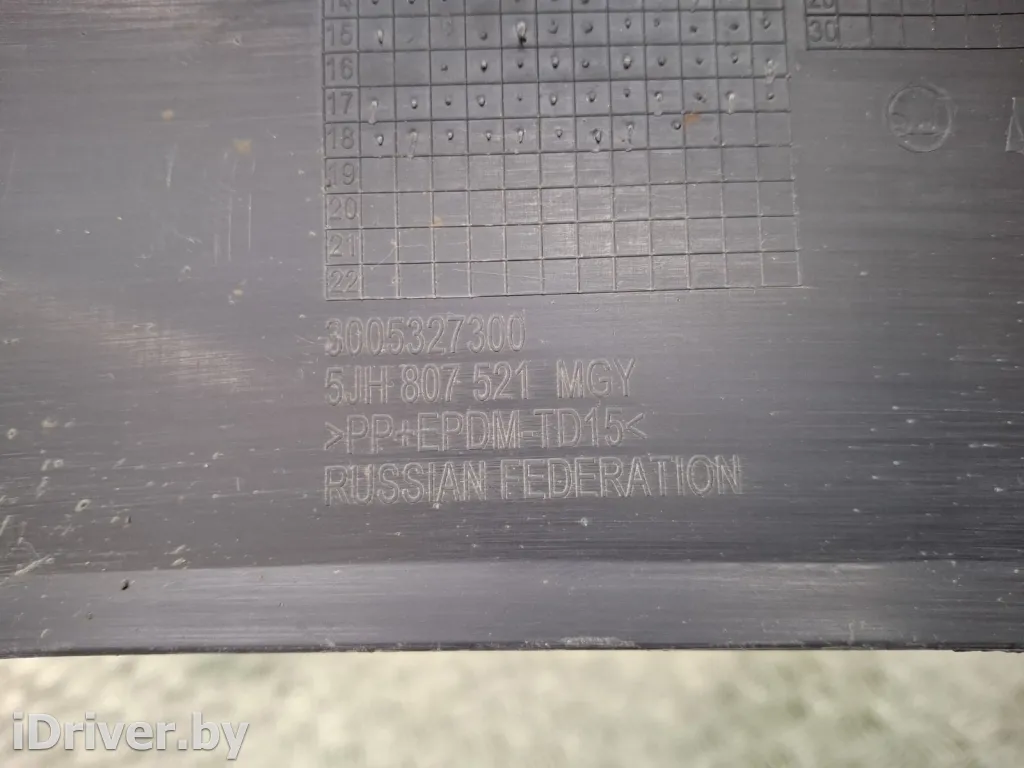 14
15
16
17
18
19
20
21
22
30
3005327300
5JH 807 521 MGY
>PP+EPDM-TD15<
RUSSIAN FEDERATION
iDriver.by